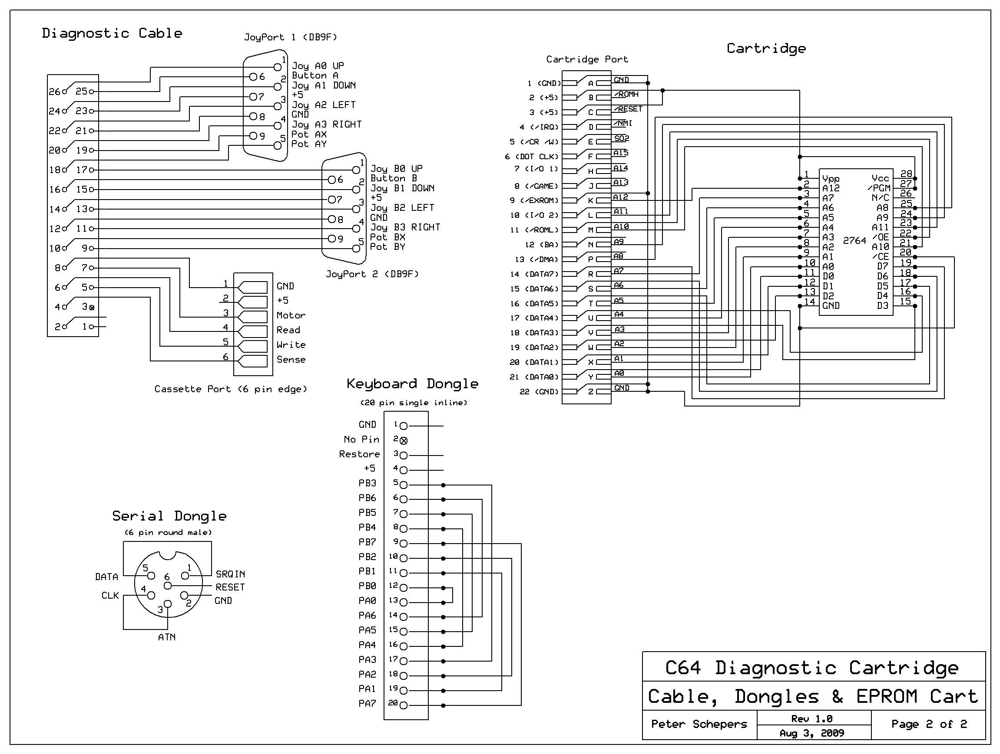 Diagnostic Cable
JoyPort 1 (DB9F)
1
Joy A0 UP
6
Button A
2
Joy A1 DOWN
7
+5
3
Joy A2 LEFT
8
GND
4
Joy A3 RIGHT
9
Pot AX
5
Pot AY
26 25
24 23
22 21
20 19
18 17
16 15
14 13
12 11
10 9
8 7
6 5
4 3
2 1
1
Joy B0 UP
6
Button B
2
Joy B1 DOWN
7
+5
3
Joy B2 LEFT
8
GND
4
Joy B3 RIGHT
9
Pot BX
5
Pot BY
JoyPort 2 (DB9F)
1 GND
2 +5
3 Motor
4 Read
5 Write
6 Sense
Cassette Port (6 pin edge)
Cartridge
Cartridge Port
1 (GND) A GND
2 (+5) B /ROMH
3 (+5) C /RESET
4 (/IRQ) D /NMI
5 (/CR /W) E SO2
6 (DOT CLK) F A15
7 (I/O 1) H A14
8 (/GAME) J A13
9 (/EXROM) K A12
10 (I/O 2) L A11
11 (/ROML) M A10
12 (BA) N A9
13 (/DMA) P A8
14 (DATA7) R A7
15 (DATA6) S A6
16 (DATA5) T A5
17 (DATA4) U A4
18 (DATA3) V A3
19 (DATA2) W A2
20 (DATA1) X A1
21 (DATA0) Y A0
22 (GND) Z GND
1 Vpp Vcc 28
2 A12 /PGM 27
3 A7 N/C 26
4 A6 A8 25
5 A5 A9 24
6 A4 A11 23
7 A3 /OE 22
2764
8 A2 A10 21
9 A1 /CE 20
10 A0 D7 19
11 D0 D6 18
12 D1 D5 17
13 D2 D4 16
14 GND D3 15
Keyboard Dongle
(20 pin single inline)
GND 1
No Pin 2
Restore 3
+5 4
PB3 5
PB6 6
PB5 7
PB4 8
PB7 9
PB2 10
PB1 11
PB0 12
PA0 13
PA6 14
PA5 15
PA4 16
PA3 17
PA2 18
PA1 19
PA7 20
Serial Dongle
(6 pin round male)
5 1
DATA 6 SRQIN
RESET
CLK 4 GND
3 2
ATN
C64 Diagnostic Cartridge
Cable, Dongles & EPROM Cart
Peter Schepers
Rev 1.0
Aug 3, 2009
Page 2 of 2